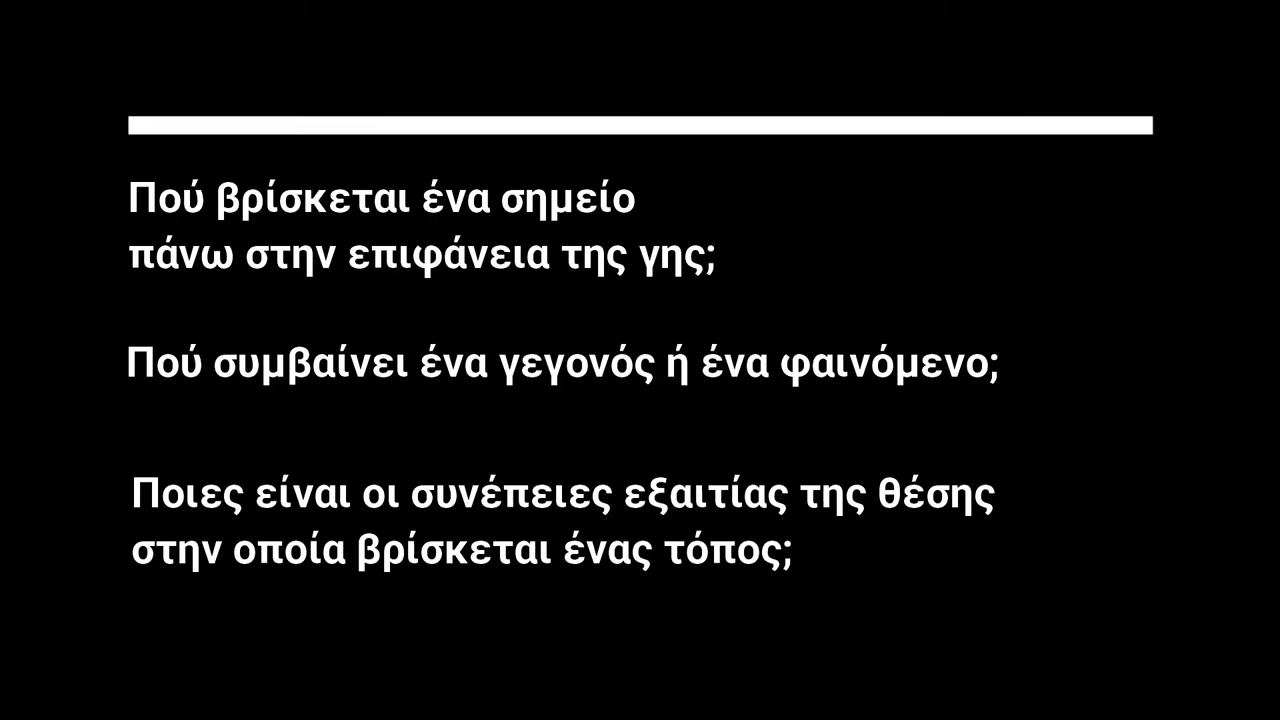 Πού βρίσκεται ένα σημείο
πάνω στην επιφάνεια της γης;
Πού συμβαίνει ένα γεγονός ή ένα φαινόμενο;
Ποιες είναι οι συνέπειες εξαιτίας της θέσης
στην οποία βρίσκεται ένας τόπος;